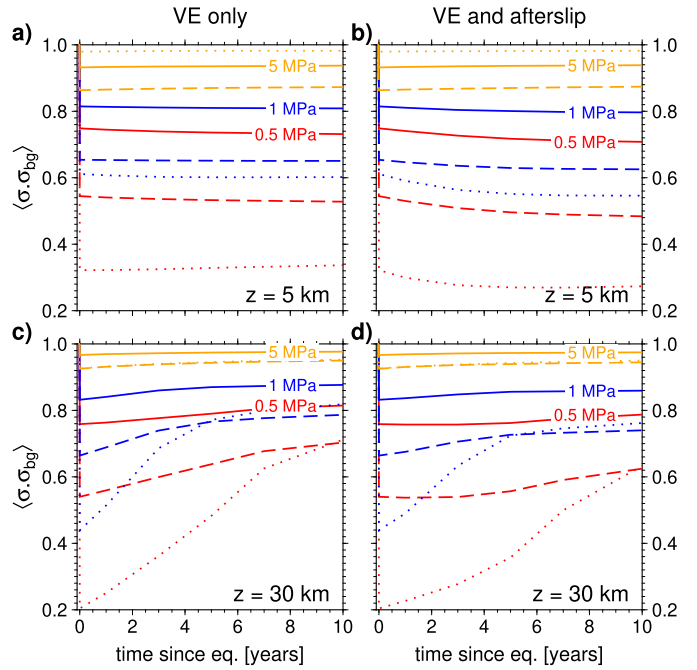 VE only
VE and afterslip
a)
b)
1.0
0.8
0.6
0.4
0.2
⟨σ.σbg⟩
5 MPa
1 MPa
0.5 MPa
z = 5 km
5 MPa
1 MPa
0.5 MPa
z = 5 km
1.0
0.8
0.6
0.4
0.2
c)
d)
1.0
0.8
0.6
0.4
0.2
⟨σ.σbg⟩
5 MPa
1 MPa
0.5 MPa
z = 30 km
5 MPa
1 MPa
0.5 MPa
z = 30 km
1.0
0.8
0.6
0.4
0.2
0 2 4 6 8 10
0 2 4 6 8 10
time since eq. [years]
time since eq. [years]